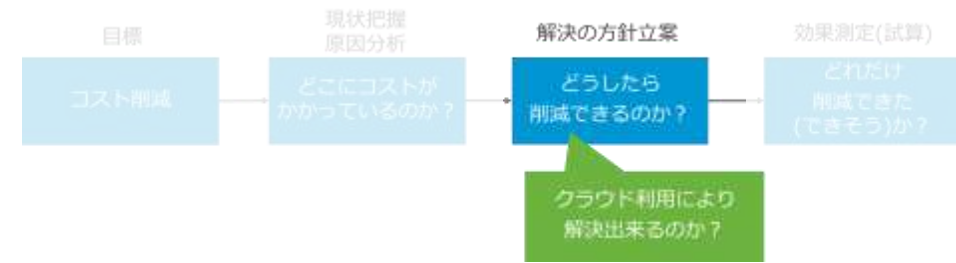 目標
コスト削減
現状把握
原因分析
どこにコストが
かかっているのか？
解決の方針立案
どうしたら
削減できるのか？
クラウド利用により
解決出来るのか？
効果測定(試算)
どれだけ
削減できた
(できそう)か？